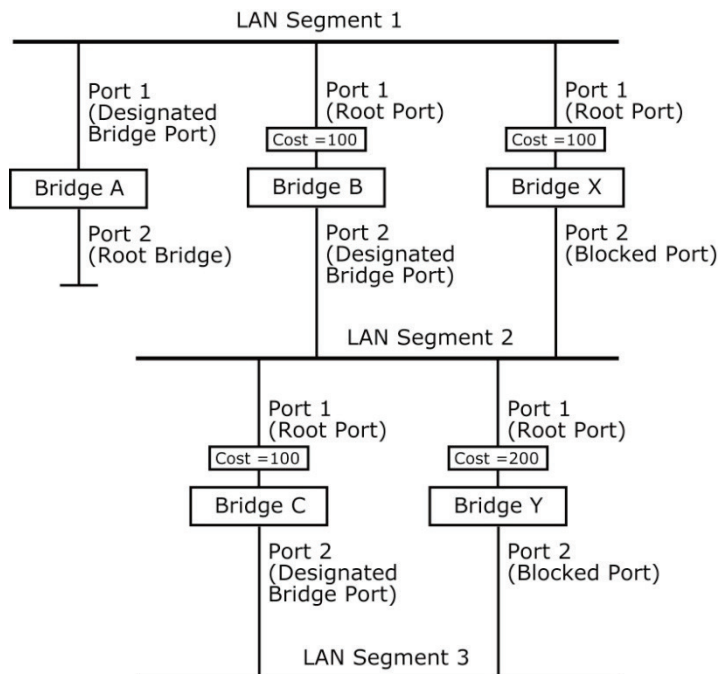 LAN Segment 1
Port 1
(Designated
Bridge Port)
Port 1
(Root Port)
Port 1
(Root Port)
Cost =100
Cost =100
Bridge A
Bridge B
Bridge X
Port 2
(Root Bridge)
Port 2
(Designated
Bridge Port)
Port 2
(Blocked Port)
LAN Segment 2
Port 1
(Root Port)
Port 1
(Root Port)
Cost =100
Cost =200
Bridge C
Bridge Y
Port 2
(Designated
Bridge Port)
Port 2
(Blocked Port)
LAN Segment 3